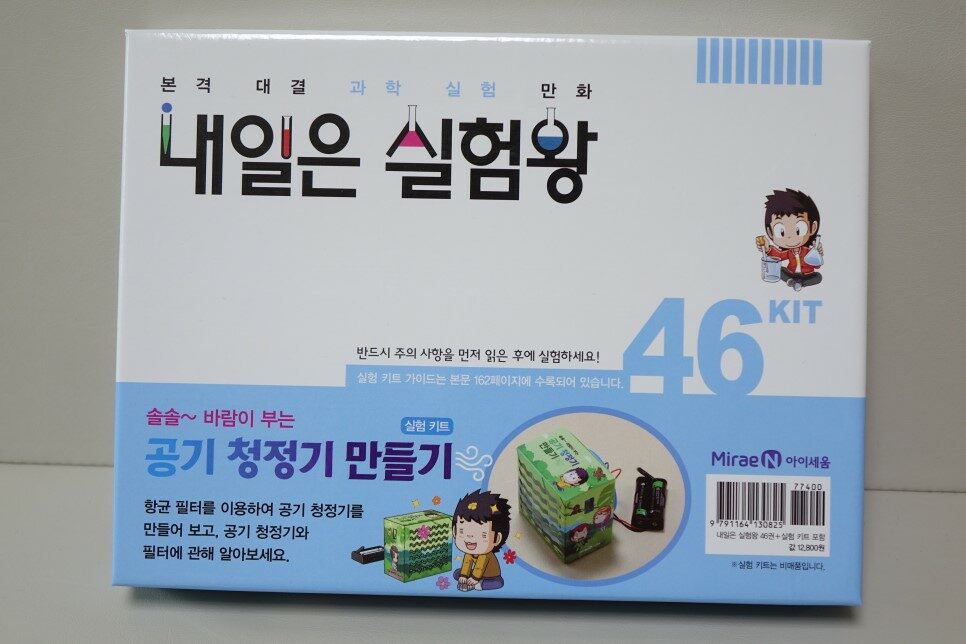 본격 대결 과학 실험 만화
내일은 실험왕
46 KIT
반드시 주의 사항을 먼저 읽은 후에 실험하세요!
실험 키트 가이드는 본문 162페이지에 수록되어 있습니다.
솔솔~ 바람이 부는
실험 키트
공기 청정기 만들기
항균 필터를 이용하여 공기 청정기를
만들어 보고, 공기 청정기와
필터에 관해 알아보세요.
공기 청정기
만들기
Mirae N 아이세움
77400
9 791164 130825
내일은 실험왕 46권+실험 키트 포함
값 12,800원
※실험 키트는 비매품입니다.